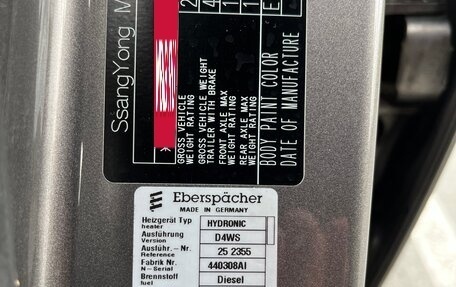 SsangYong M
GROSS VEHICLE
WEIGHT RATING
GROSS VEHICLE WEIGHT
TRAILER WITH BRAKE
FRONT AXLE MAX
WEIGHT RATING
REAR AXLE MAX
WEIGHT RATING
BODY PAINT COLOR
DATE OF MANUFACTURE
Eberspächer
MADE IN GERMANY
Heizgerät Typ HYDRONIC
heater
Ausführung D4WS
Version
Ausführ. - Nr. 25 2355
Reference
Fabrik Nr. 440308AI
N - Serial
Brennstoff Diesel
fuel